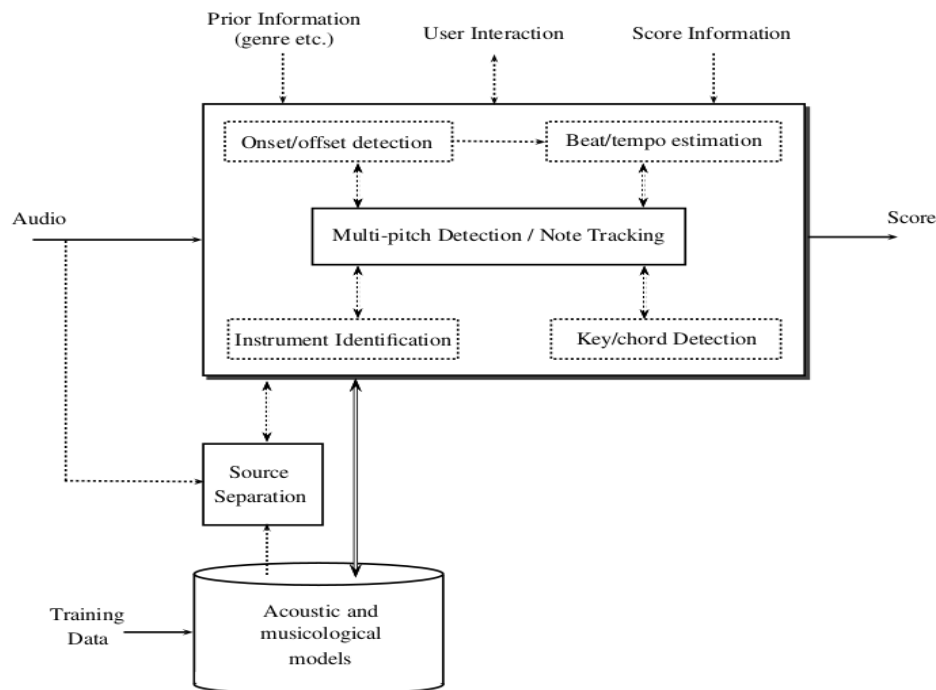 Prior Information
(genre etc.)
User Interaction
Score Information
Onset/offset detection
Beat/tempo estimation
Audio
Multi-pitch Detection / Note Tracking
Score
Instrument Identification
Key/chord Detection
Source
Separation
Training
Data
Acoustic and
musicological
models